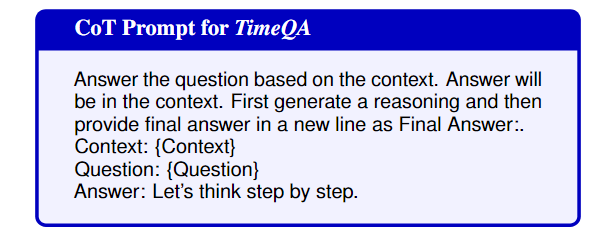 CoT Prompt for TimeQA
Answer the question based on the context. Answer will
be in the context. First generate a reasoning and then
provide final answer in a new line as Final Answer:.
Context: {Context}
Question: {Question}
Answer: Let's think step by step.